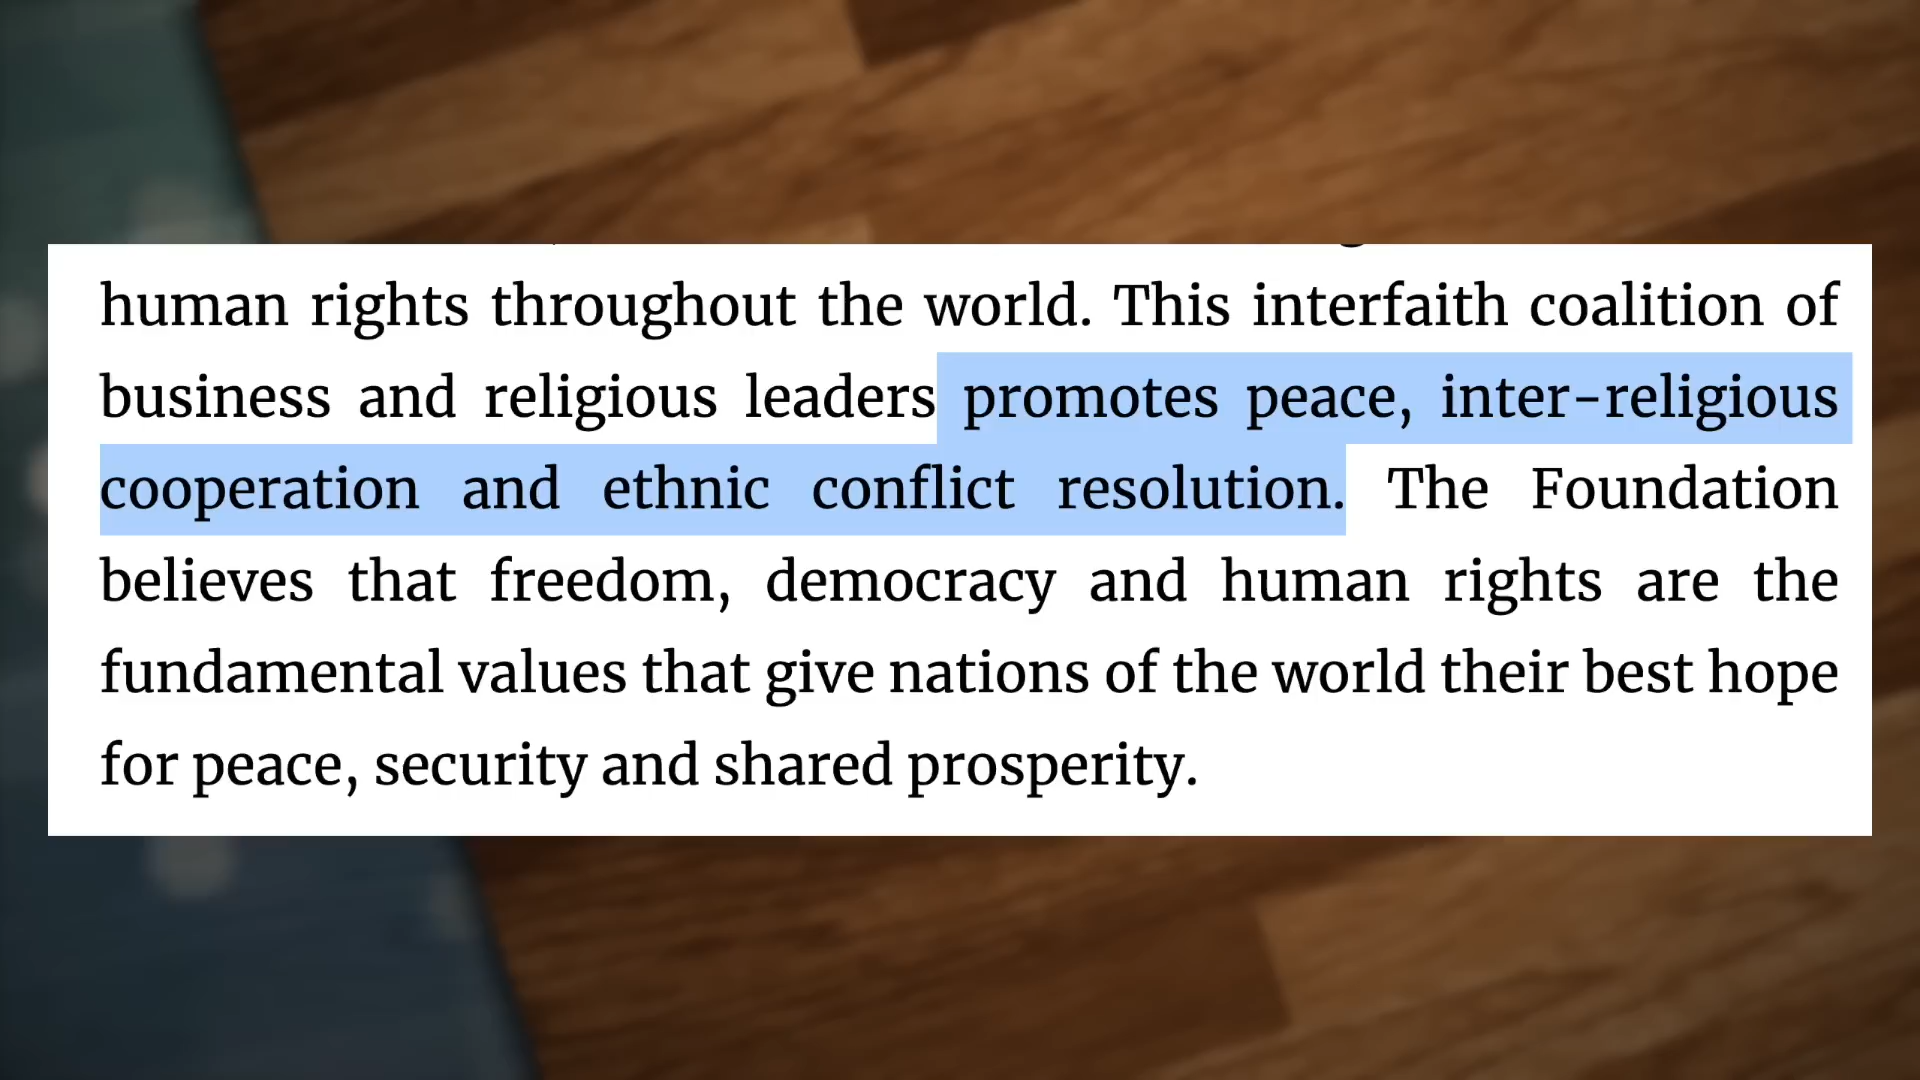 human rights throughout the world. This interfaith coalition of
business and religious leaders promotes peace, inter-religious
cooperation and ethnic conflict resolution. The Foundation
believes that freedom, democracy and human rights are the
fundamental values that give nations of the world their best hope
for peace, security and shared prosperity.